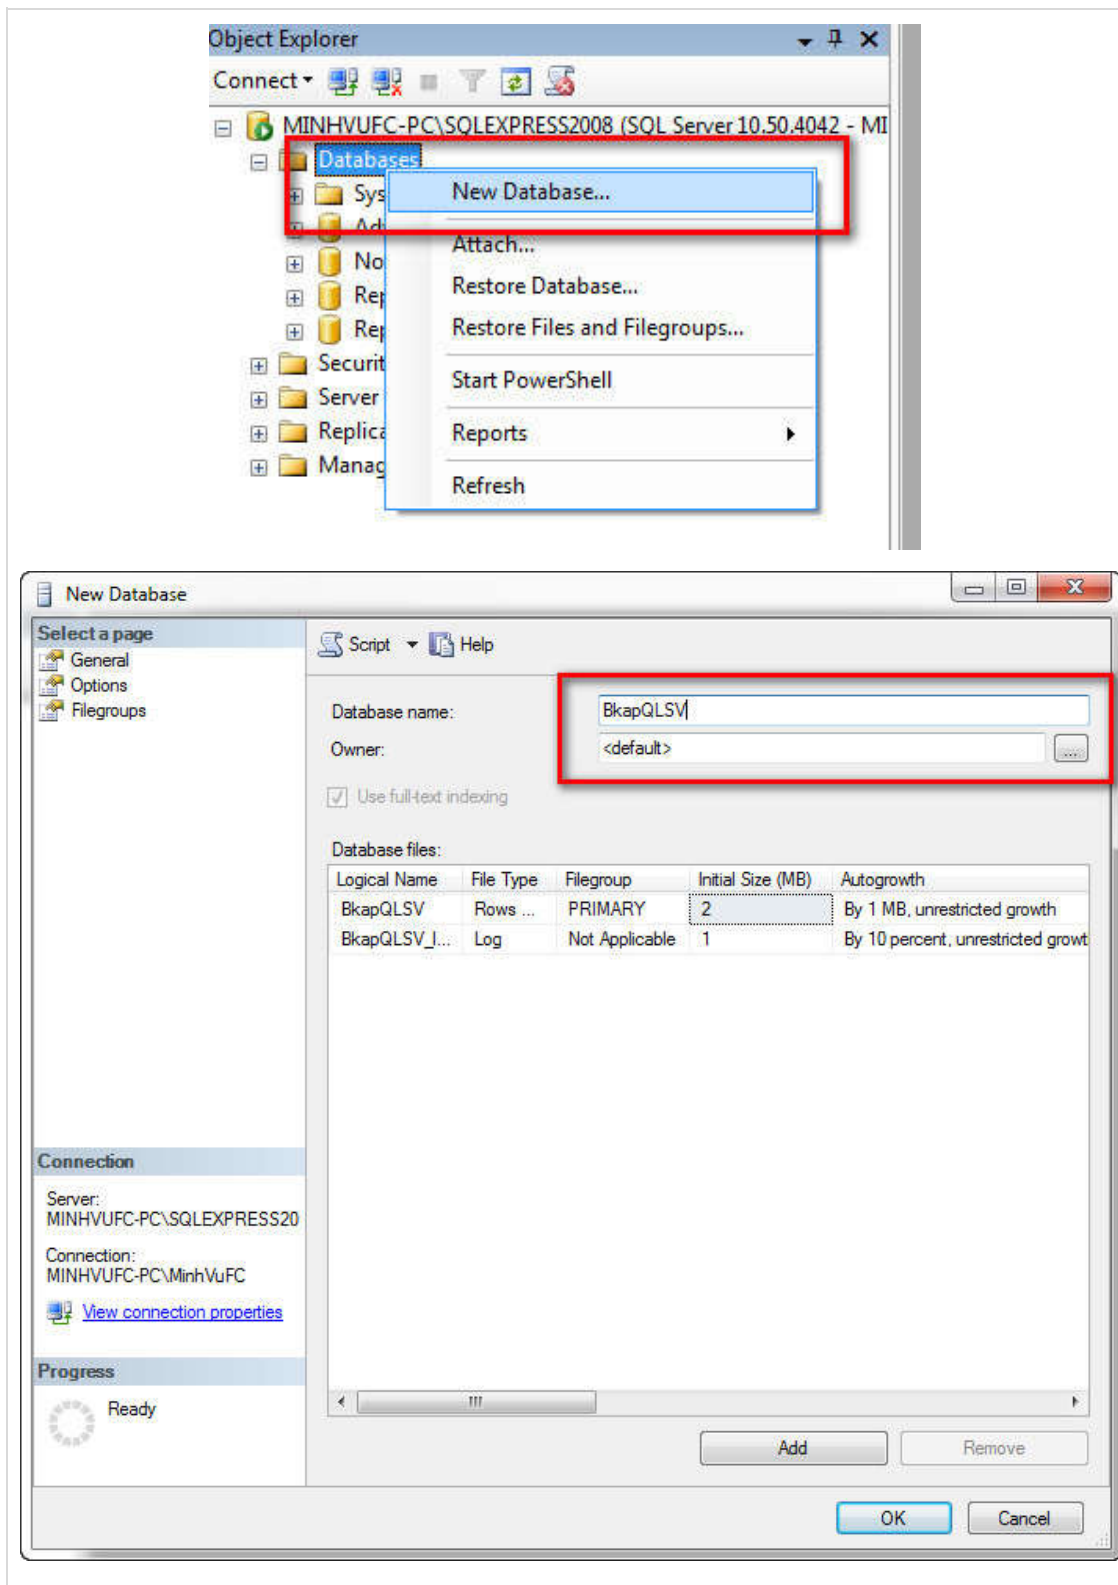 Object Explorer
Connect
MINHVUFC-PC\SQLEXPRESS2008 (SQL Server 10.50.4042 - MI
Databases
Sys
New Database...
Ad
Attach...
No
Restore Database...
Rep
Restore Files and Filegroups...
Rep
Securit
Start PowerShell
Server
Replica
Reports
Manag
Refresh
New Database
Select a page
General
Options
Filegroups
Script
Help
Database name:
BkapQLSV
Owner:
<default>
...
Use full-text indexing
Database files:
Logical Name File Type Filegroup Initial Size (MB) Autogrowth
BkapQLSV Rows ... PRIMARY 2 By 1 MB, unrestricted growth
BkapQLSV_l... Log Not Applicable 1 By 10 percent, unrestricted growt
Connection
Server:
MINHVUFC-PC\SQLEXPRESS20
Connection:
MINHVUFC-PC\MinhVuFC
View connection properties
Progress
Ready
Add
Remove
OK
Cancel